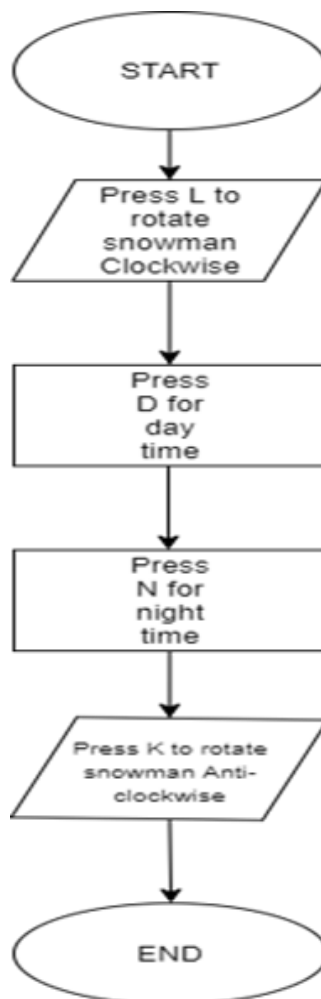 START
Press L to
rotate
snowman
Clockwise
Press
D for
day
time
Press
N for
night
time
Press K to rotate
snowman Anti-
clockwise
END